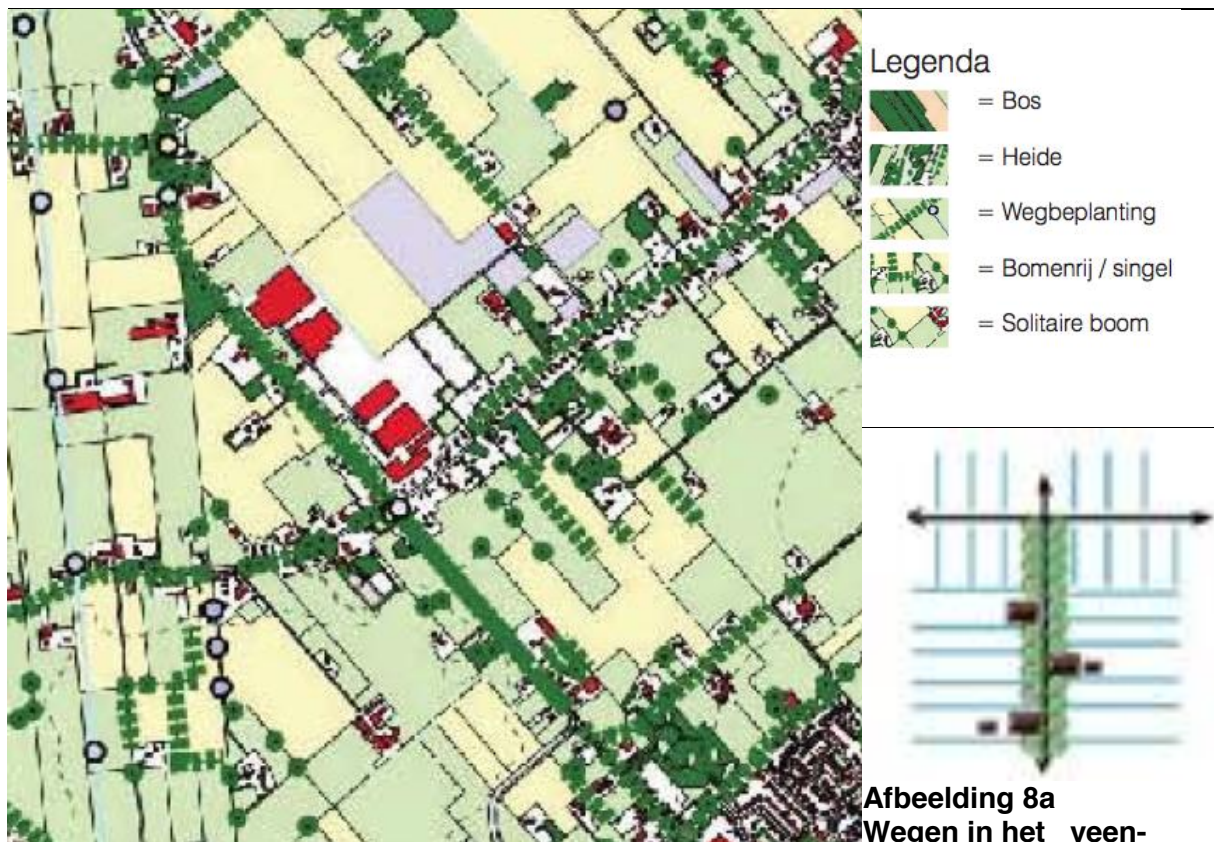 Legenda
= Bos
= Heide
= Wegbeplanting
= Bomenrij / singel
= Solitaire boom
Afbeelding 8a
Wegen in het veen-